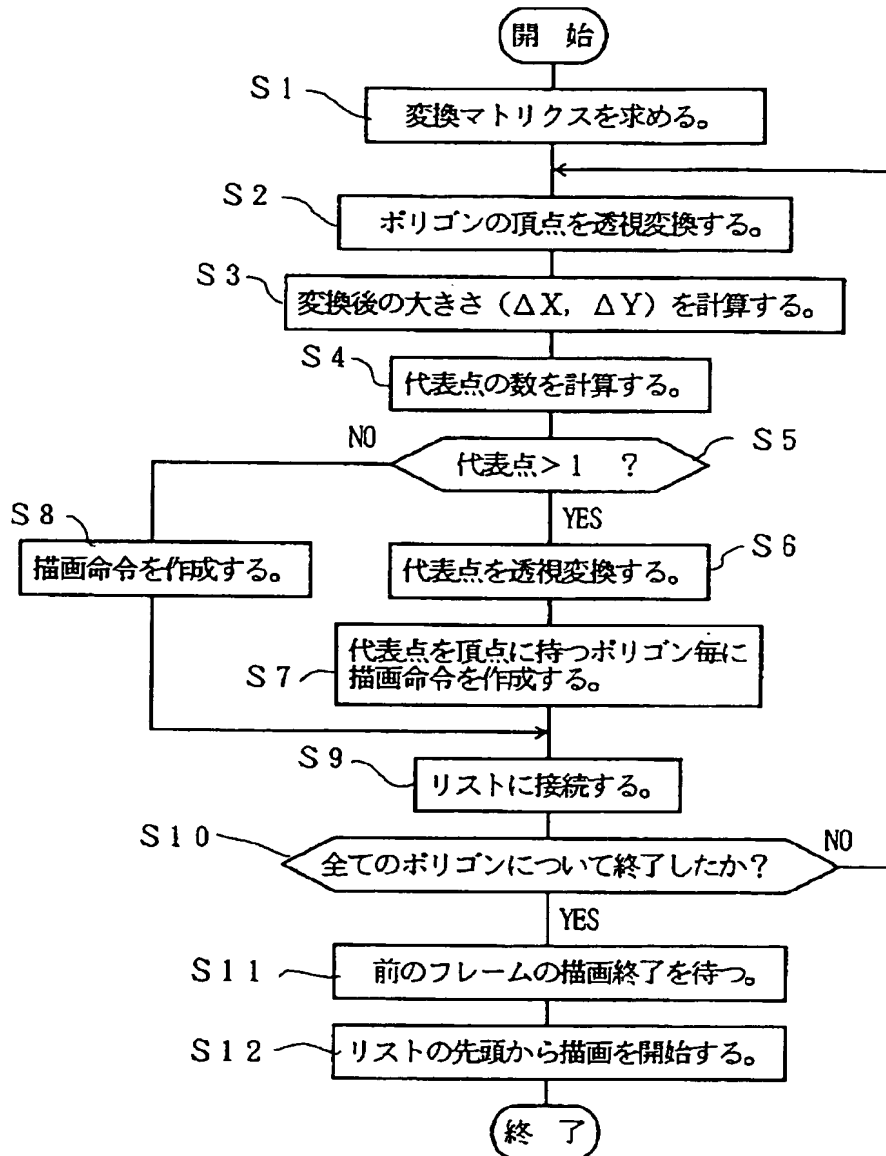 開 始
S1
変換マトリクスを求める。
S2
ポリゴンの頂点を透視変換する。
S3
変換後の大きさ(ΔX, ΔY)を計算する。
S4
代表点の数を計算する。
S5
代表点>1 ?
NO
YES
S8
描画命令を作成する。
S6
代表点を透視変換する。
S7
代表点を頂点に持つポリゴン毎に
描画命令を作成する。
S9
リストに接続する。
S10
全てのポリゴンについて終了したか?
NO
YES
S11
前のフレームの描画終了を待つ。
S12
リストの先頭から描画を開始する。
終 了